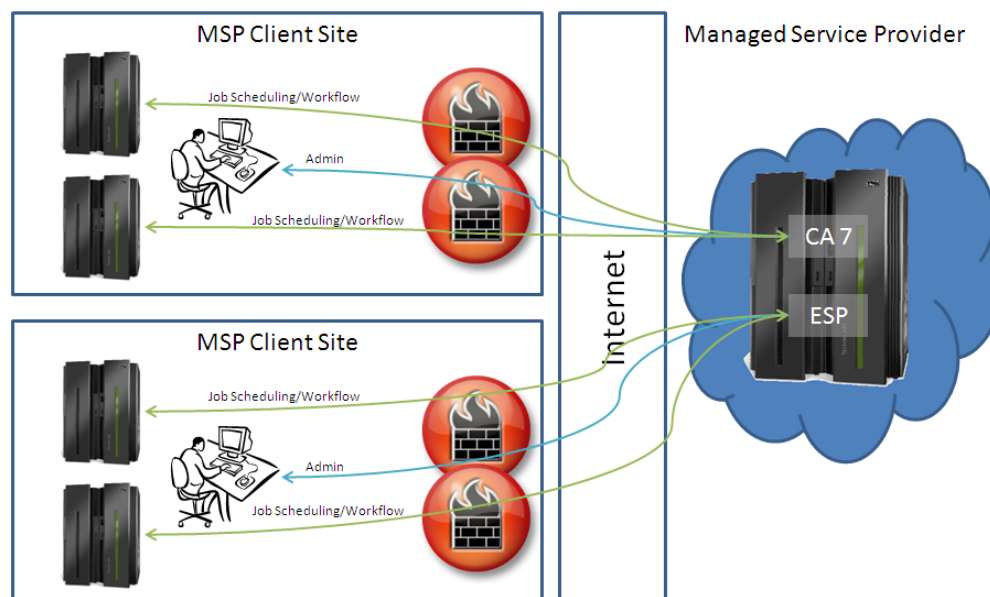 MSP Client Site
Managed Service Provider
Job Scheduling/Workflow
Admin
Job Scheduling/Workflow
CA 7
Internet
ESP
MSP Client Site
Job Scheduling/Workflow
Admin
Job Scheduling/Workflow